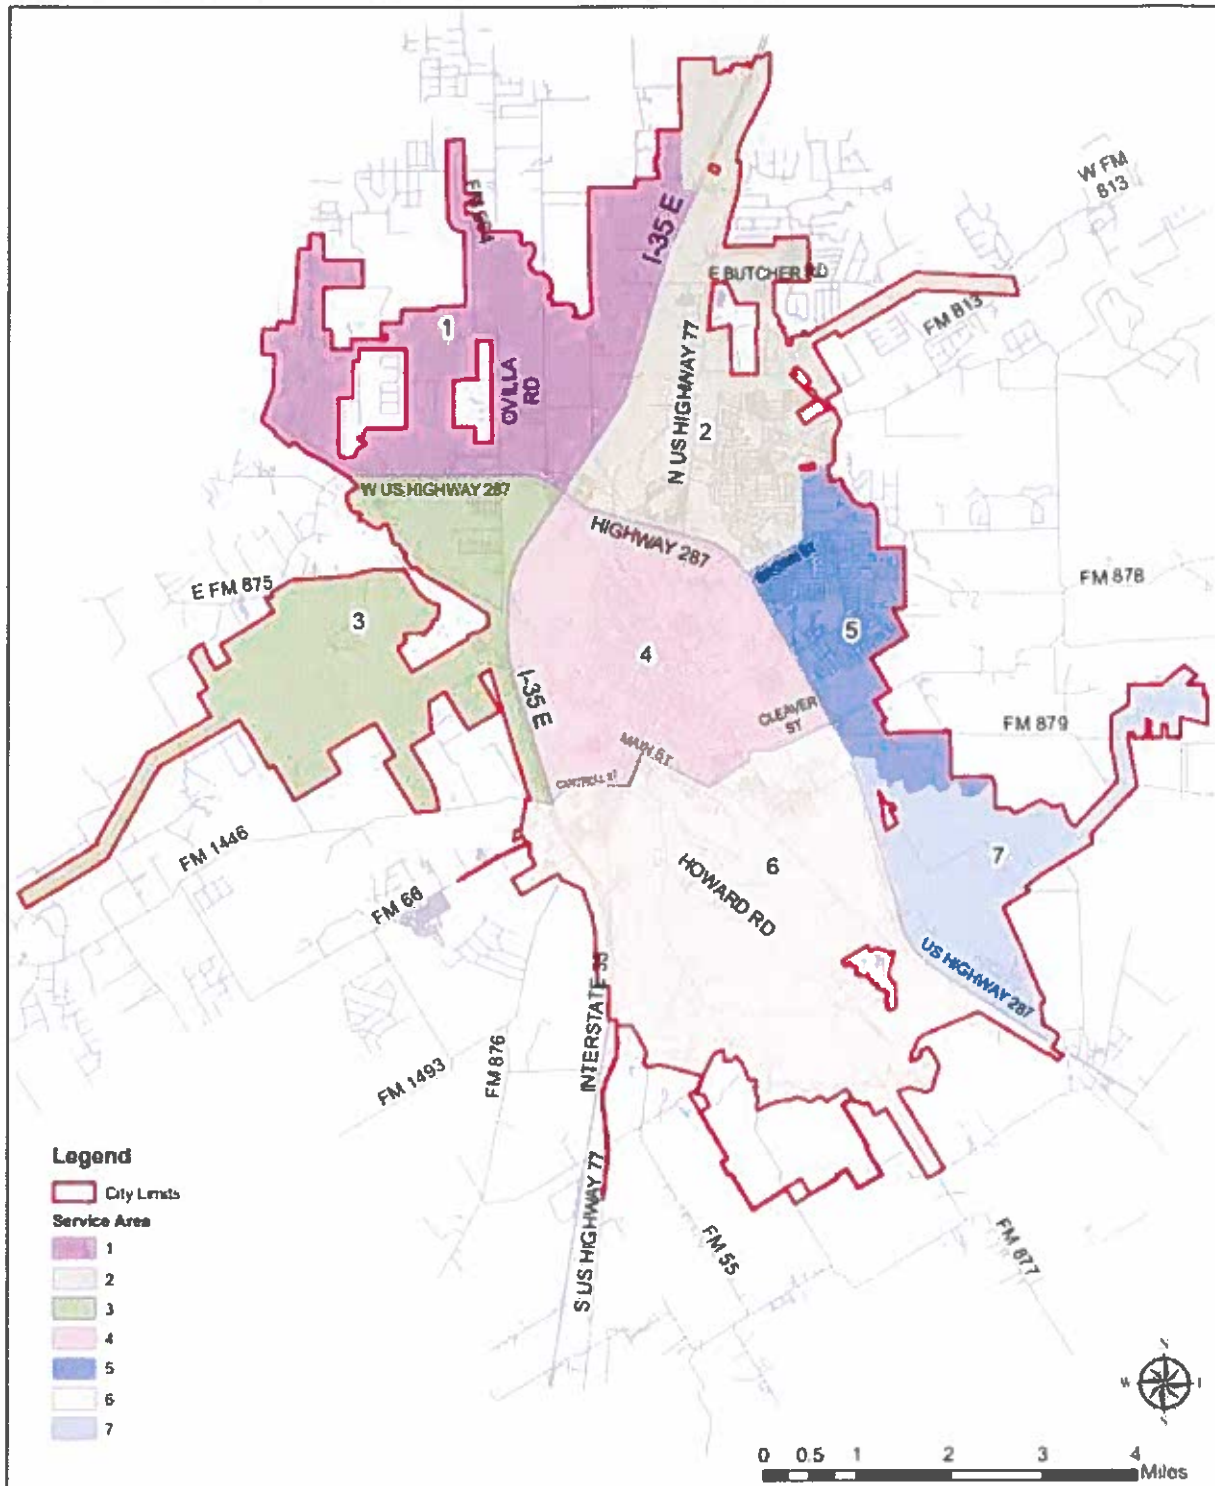 W FM
813
I-35 E
E BUTCHER RD
FM 813
1
OVILLA
RD
N US HIGHWAY 77
2
W US HIGHWAY 287
HIGHWAY 287
E FM 875
FM 878
3
5
4
I-35 E
CLEAVER
ST
FM 879
MAIN ST
FM 1446
7
6
HOWARD RD
FM 66
US HIGHWAY 287
INTERSTATE 35
FM 876
FM 1493
S US HIGHWAY 77
FM 55
FM 877
Legend
City Limits
Service Area
1
2
3
4
5
6
7
W
0 0.5 1 2 3 4
Miles